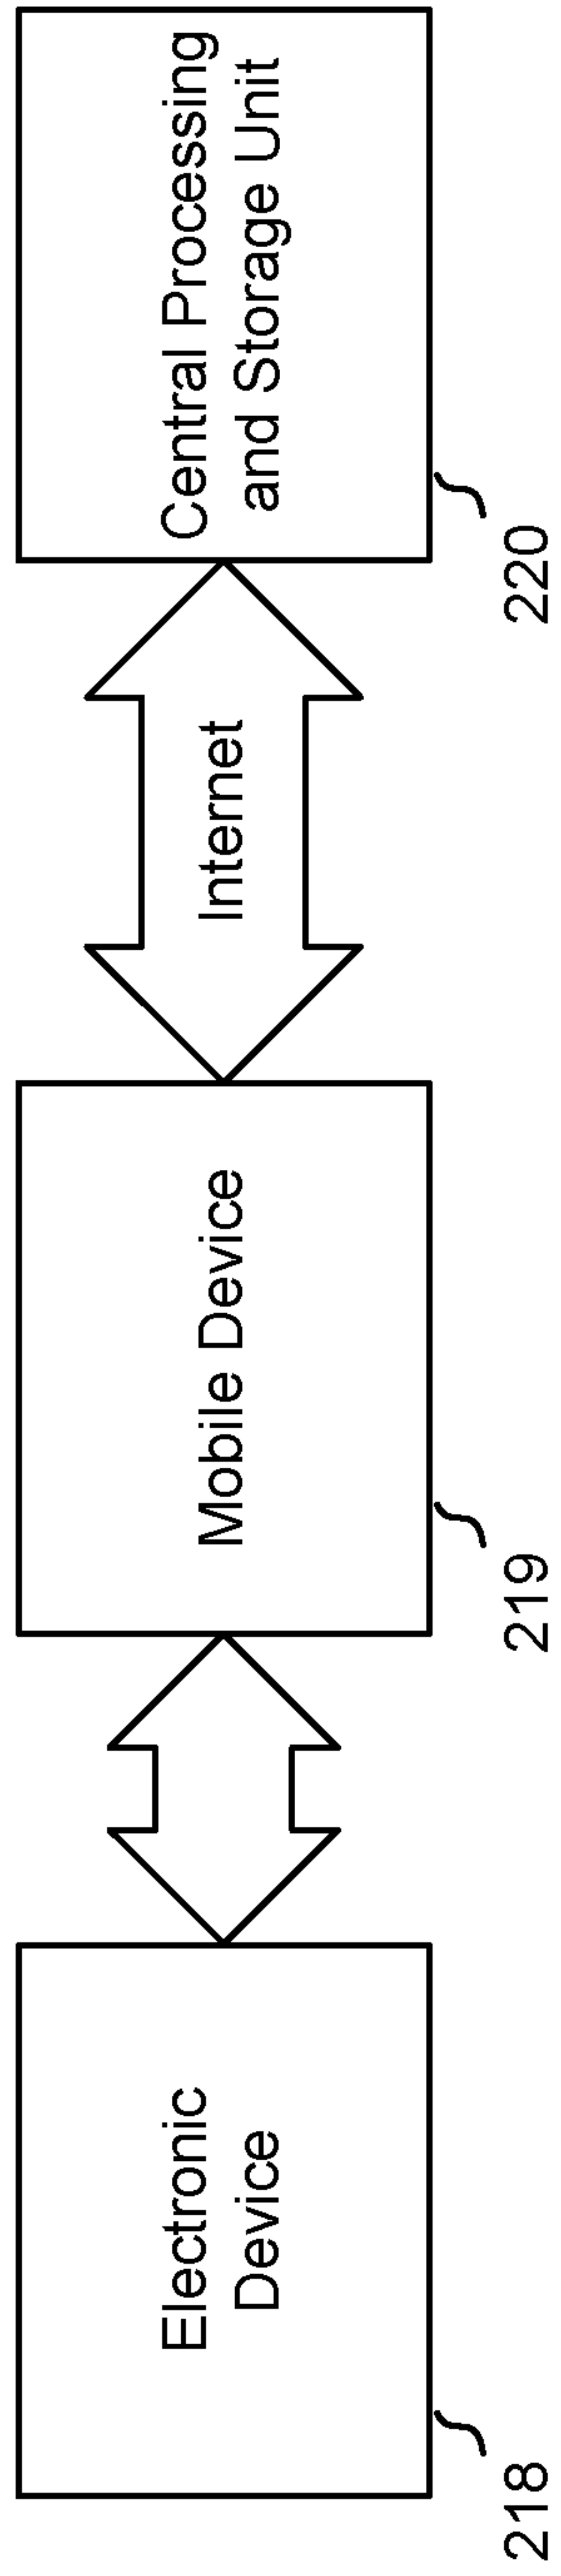 Electronic
Device
218
Mobile Device
219
Internet
Central Processing
and Storage Unit
220